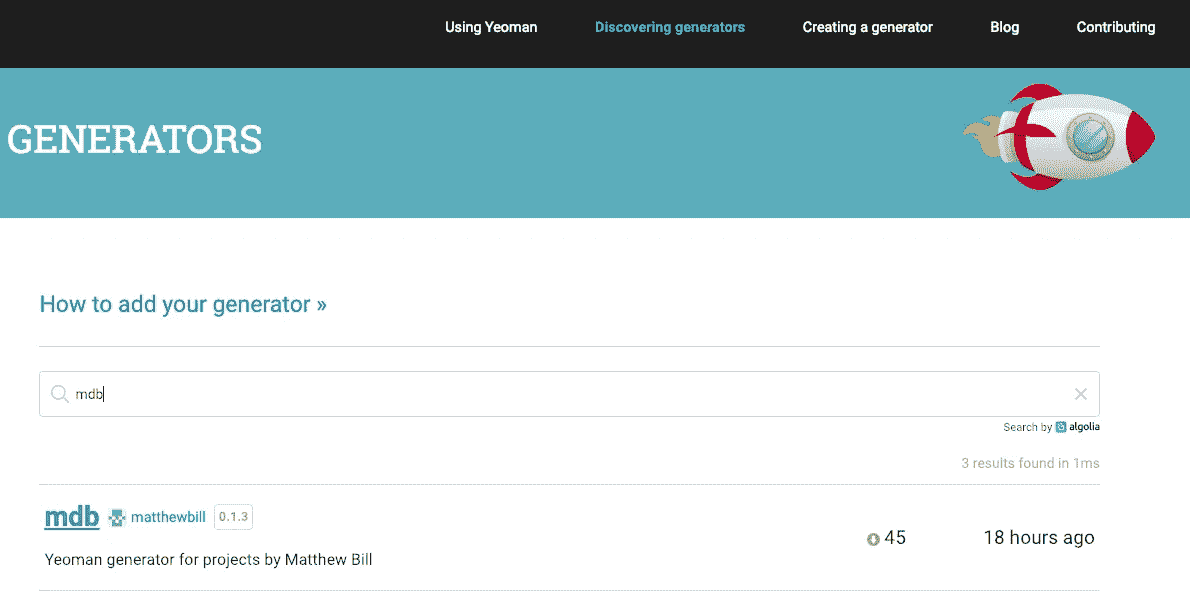 Using Yeoman Discovering generators Creating a generator Blog Contributing
GENERATORS
How to add your generator »
mdb
Search by algolia
3 results found in 1ms
mdb matthewbill 0.1.3
45 18 hours ago
Yeoman generator for projects by Matthew Bill